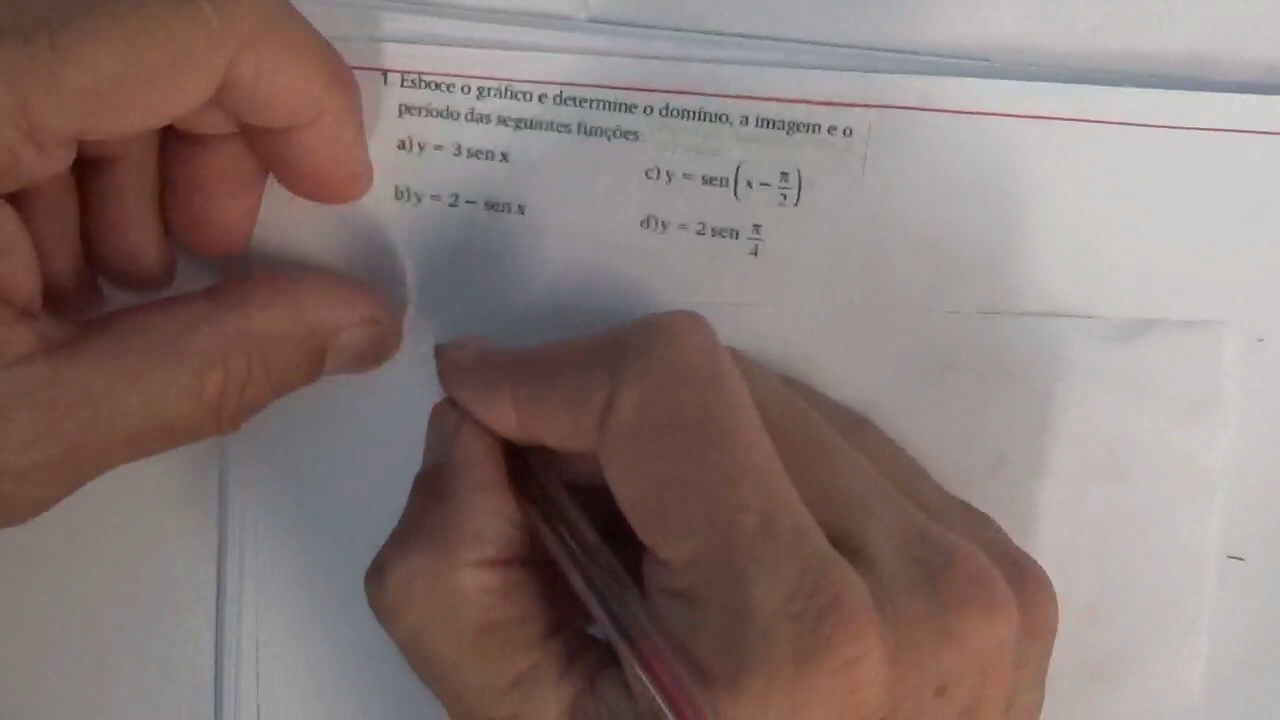 1 Esboce o gráfico e determine o domínio, a imagem e o
período das seguintes funções
a) y = 3 sen x
b) y = 2 − sen x
c) y = sen (x − π/2)
d) y = 2 sen π/4